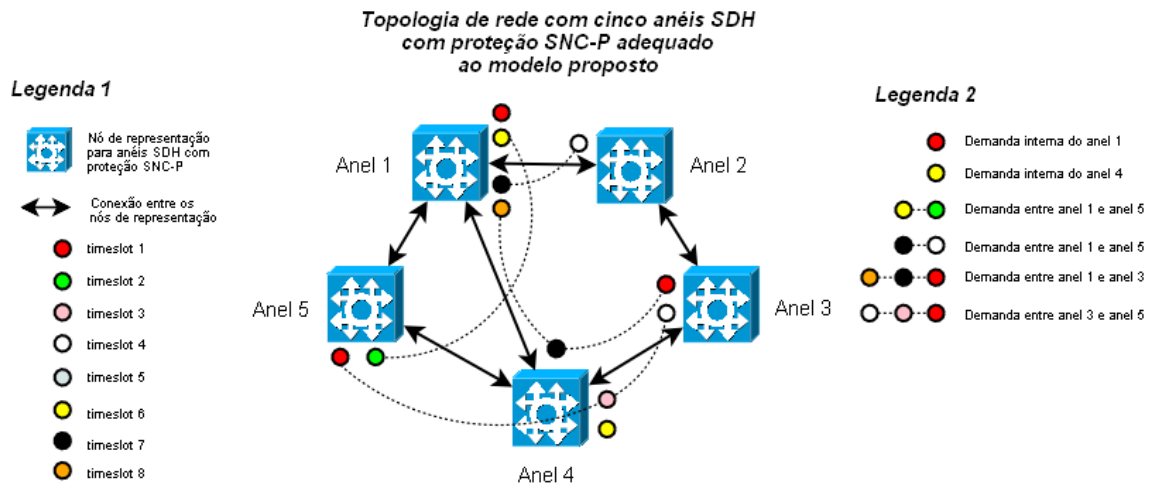 Topologia de rede com cinco anéis SDH
com proteção SNC-P adequado
ao modelo proposto
Legenda 1
Nó de representação
para anéis SDH com
proteção SNC-P
Conexão entre os
nós de representação
timeslot 1
timeslot 2
timeslot 3
timeslot 4
timeslot 5
timeslot 6
timeslot 7
timeslot 8
Anel 1
Anel 2
Anel 5
Anel 3
Anel 4
Legenda 2
Demanda interna do anel 1
Demanda interna do anel 4
Demanda entre anel 1 e anel 5
Demanda entre anel 1 e anel 5
Demanda entre anel 1 e anel 3
Demanda entre anel 3 e anel 5